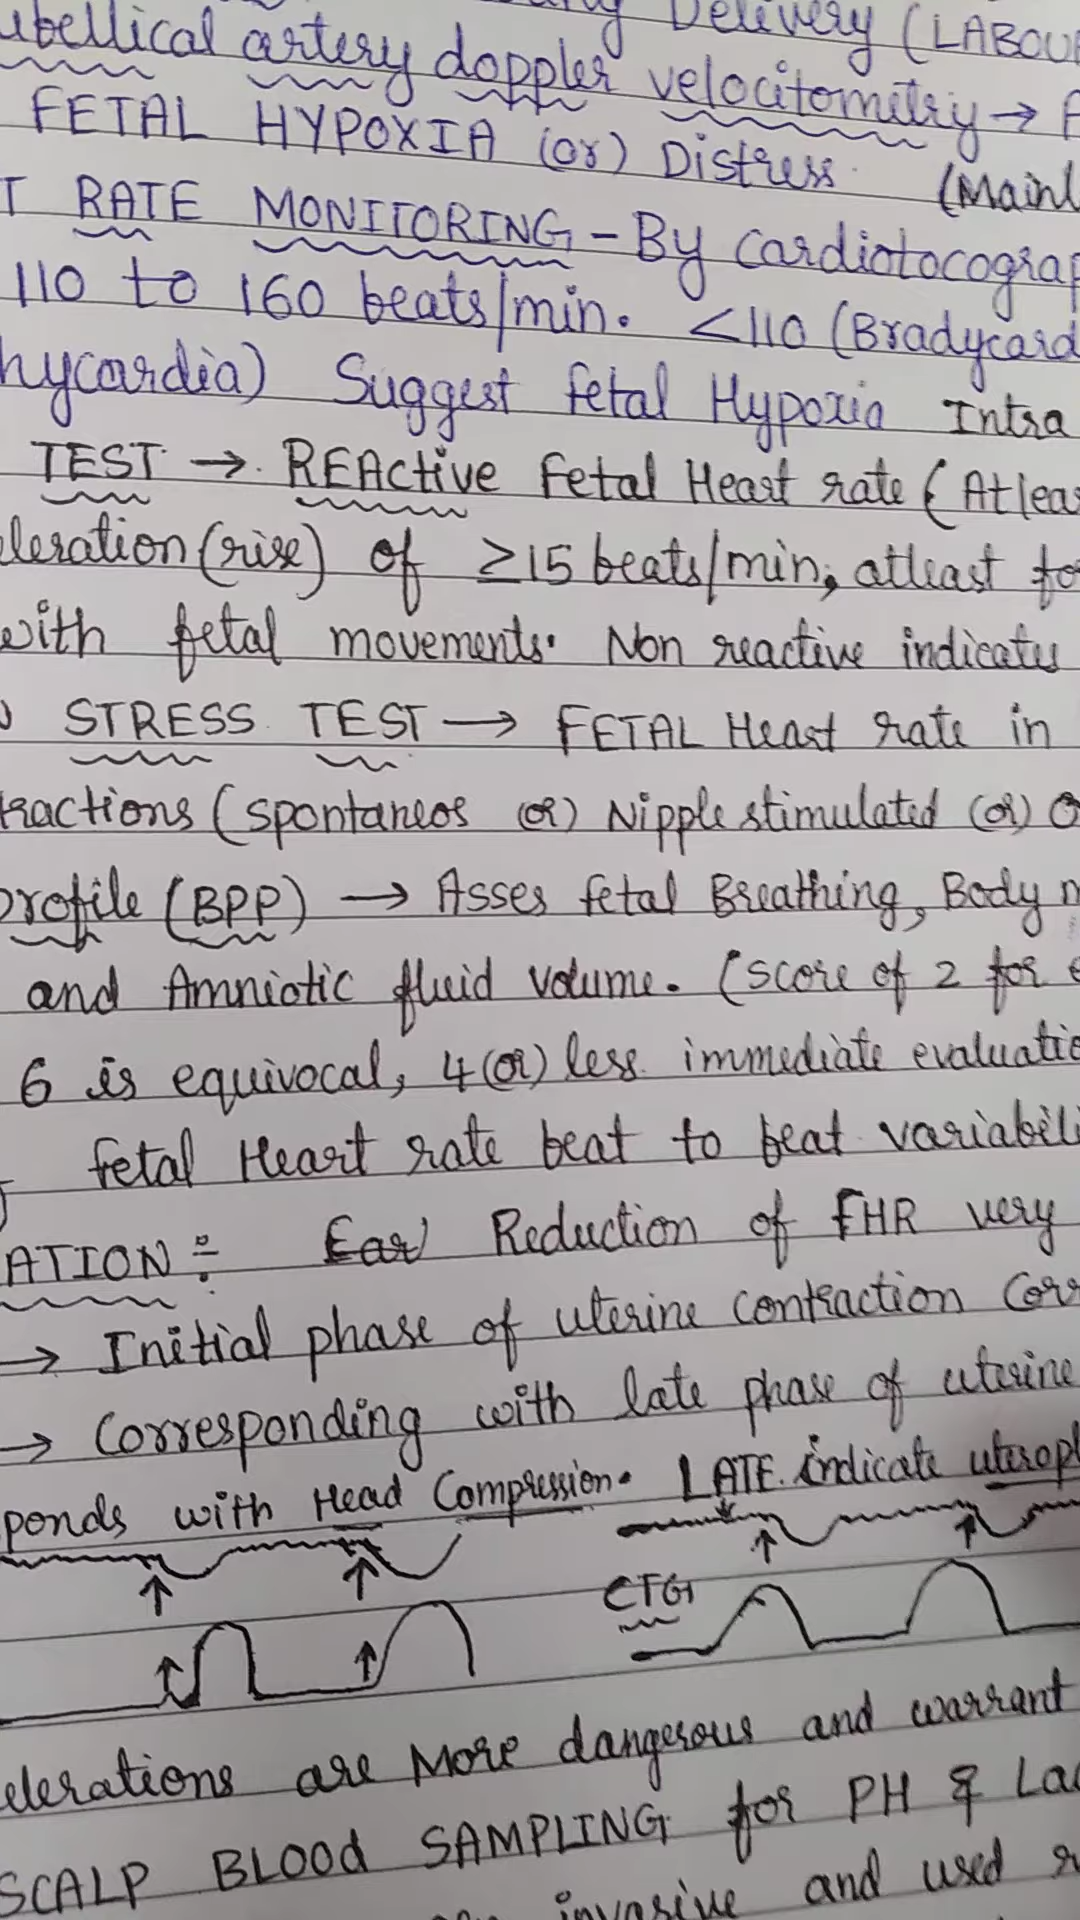 Delivery (LABOU
ubellical artery doppler velocitometry →
FETAL HYPOXIA (or) Distress. (Mainl
T RATE MONITORING - By Cardiotocograp
110 to 160 beats/min. <110 (Bradycard
hycardia) Suggest fetal Hypoxia Intra
TEST → REActive Fetal Heart rate (Atleas
leration (rise) of ≥15 beats/min, atleast fo
with fetal movements. Non reactive indicates
STRESS TEST → FETAL Heart rate in
tractions (spontaneos (or) Nipple stimulated (or) O
profile (BPP) → Asses fetal Breathing, Body m
and Amniotic fluid volume. (score of 2 for e
6 is equivocal, 4 (or) less immediate evaluatio
fetal Heart rate beat to beat variabili
ATION : Ear Reduction of FHR very
→ Initial phase of uterine contraction Corr
→ Corresponding with late phase of uterine
ponds with Head Compression. LATE indicate uteropl
CTG
elerations are More dangerous and warrant
SCALP BLOOD SAMPLING for PH & Lac
invasive and used r